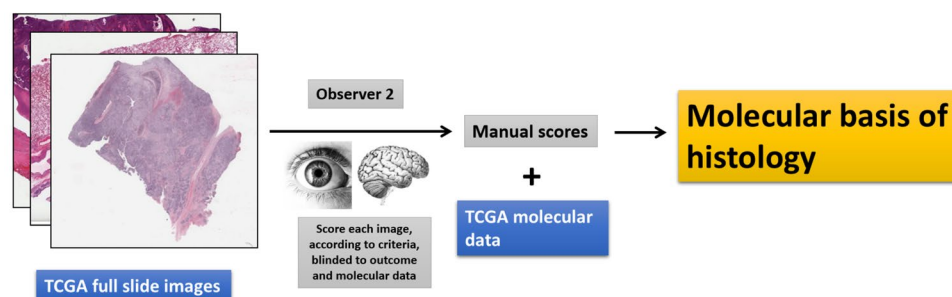 Observer 2
Score each image,
according to criteria,
blinded to outcome
and molecular data
Manual scores
+
TCGA molecular
data
Molecular basis of
histology
TCGA full slide images